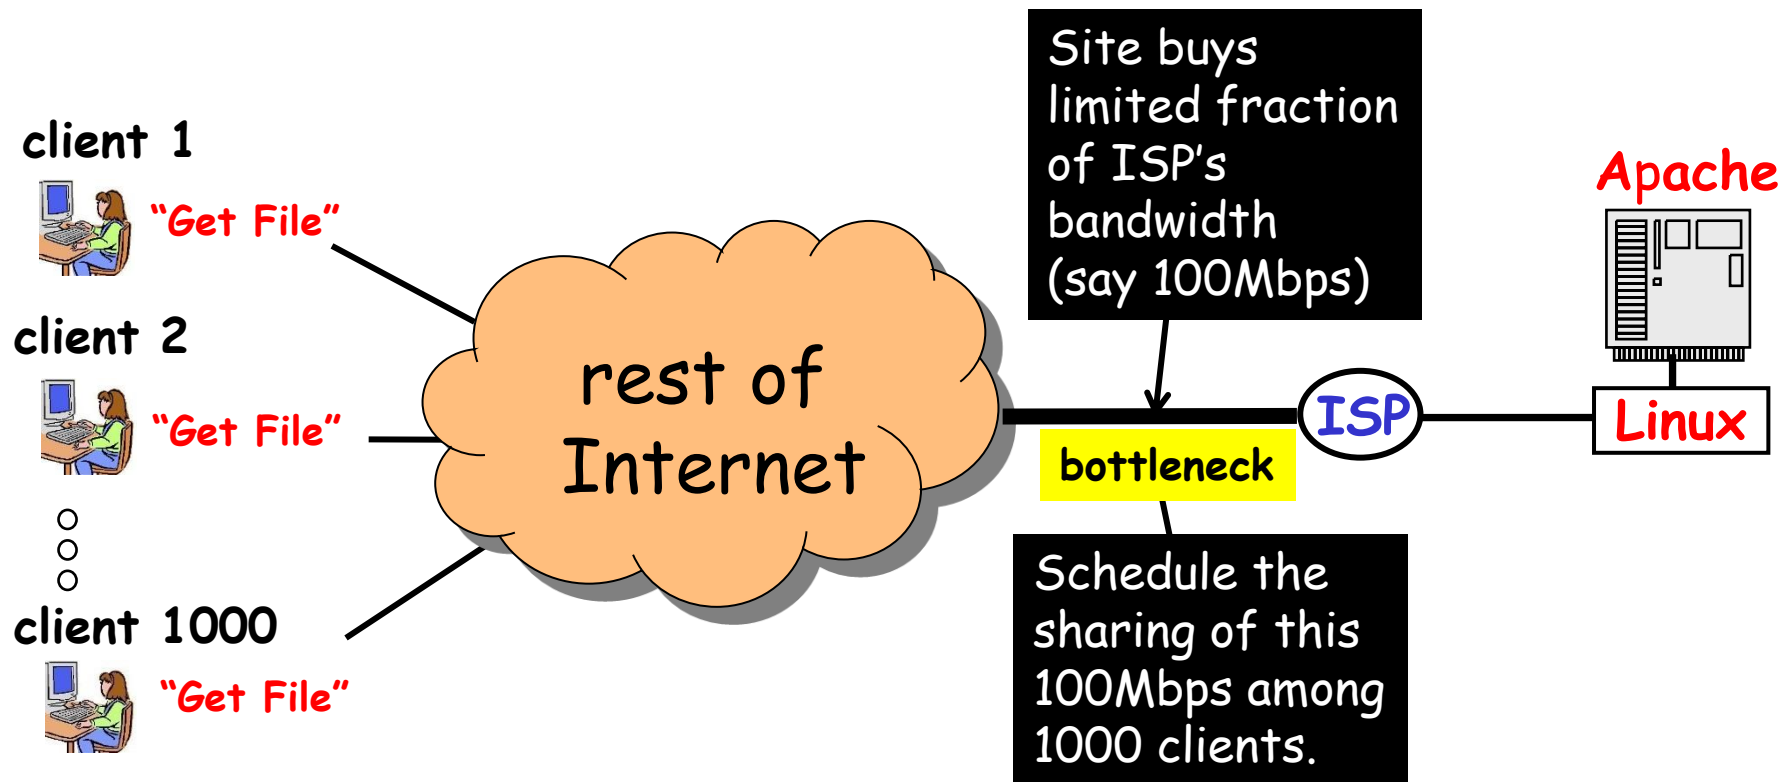 client 1
“Get File”
client 2
“Get File”
client 1000
“Get File”
rest of
Internet
Site buys
limited fraction
of ISP’s
bandwidth
(say 100Mbps)
bottleneck
Schedule the
sharing of this
100Mbps among
1000 clients.
ISP
Apache
Linux